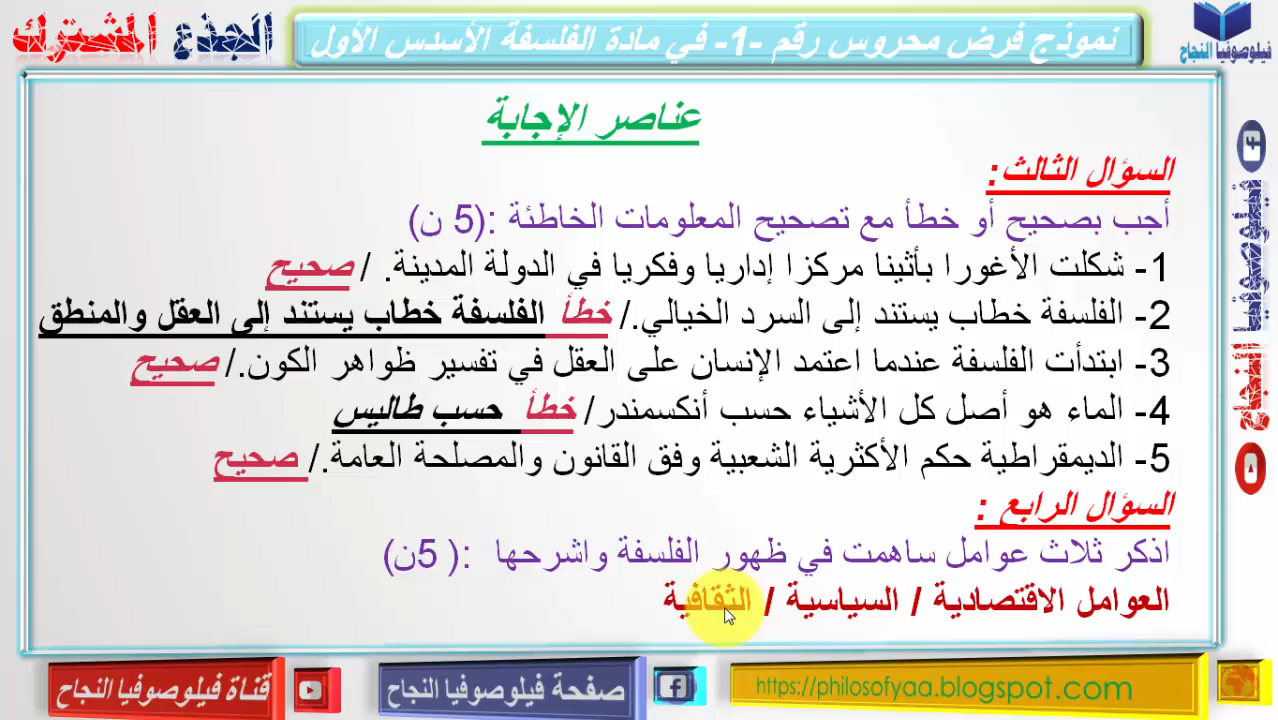 الجذع المشترك
نموذج فرض محروس رقم -1- في مادة الفلسفة الأسدس الأول
فيلوصوفيا النجاح
عناصر الإجابة
السؤال الثالث:
أجب بصحيح أو خطأ مع تصحيح المعلومات الخاطئة :(5 ن)
1- شكلت الأغورا بأثينا مركزا إداريا وفكريا في الدولة المدينة. / صحيح
2- الفلسفة خطاب يستند إلى السرد الخيالي./ خطأ الفلسفة خطاب يستند إلى العقل والمنطق
3- ابتدأت الفلسفة عندما اعتمد الإنسان على العقل في تفسير ظواهر الكون./ صحيح
4- الماء هو أصل كل الأشياء حسب أنكسمندر/ خطأ حسب طاليس
5- الديمقراطية حكم الأكثرية الشعبية وفق القانون والمصلحة العامة./ صحيح
السؤال الرابع :
اذكر ثلاث عوامل ساهمت في ظهور الفلسفة واشرحها :( 5ن)
العوامل الاقتصادية / السياسية / الثقافية
فيلوصوفيا النجاح
قناة فيلوصوفيا النجاح
صفحة فيلوصوفيا النجاح
https://philosofyaa.blogspot.com